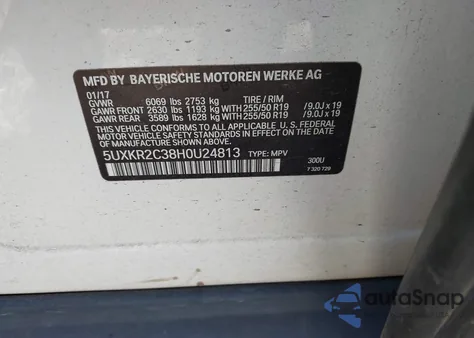 MFD BY BAYERISCHE MOTOREN WERKE AG
01/17 TIRE / RIM
GVWR 6069 lbs 2753 kg
GAWR FRONT 2630 lbs 1193 kg WITH 255/50 R19 /9.0J x 19
GAWR REAR 3589 lbs 1628 kg WITH 255/50 R19 /9.0J x 19
THIS VEHICLE CONFORMS TO ALL APPLICABLE U.S. FEDERAL
MOTOR VEHICLE SAFETY STANDARDS IN EFFECT ON THE DATE
OF MANUFACTURE SHOWN ABOVE.
5UXKR2C38H0U24813 TYPE: MPV 300U
7 320 729
autoSnap